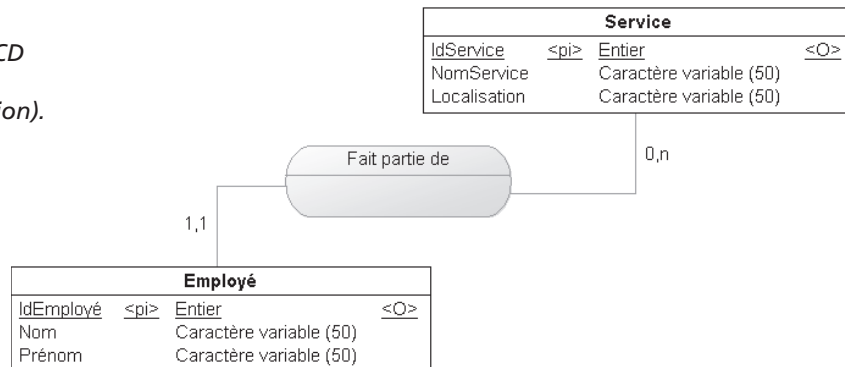 CD
ion).
Service
IdService <pi> Entier <O>
NomService Caractère variable (50)
Localisation Caractère variable (50)
Fait partie de
0,n
1,1
Employé
IdEmployé <pi> Entier <O>
Nom Caractère variable (50)
Prénom Caractère variable (50)